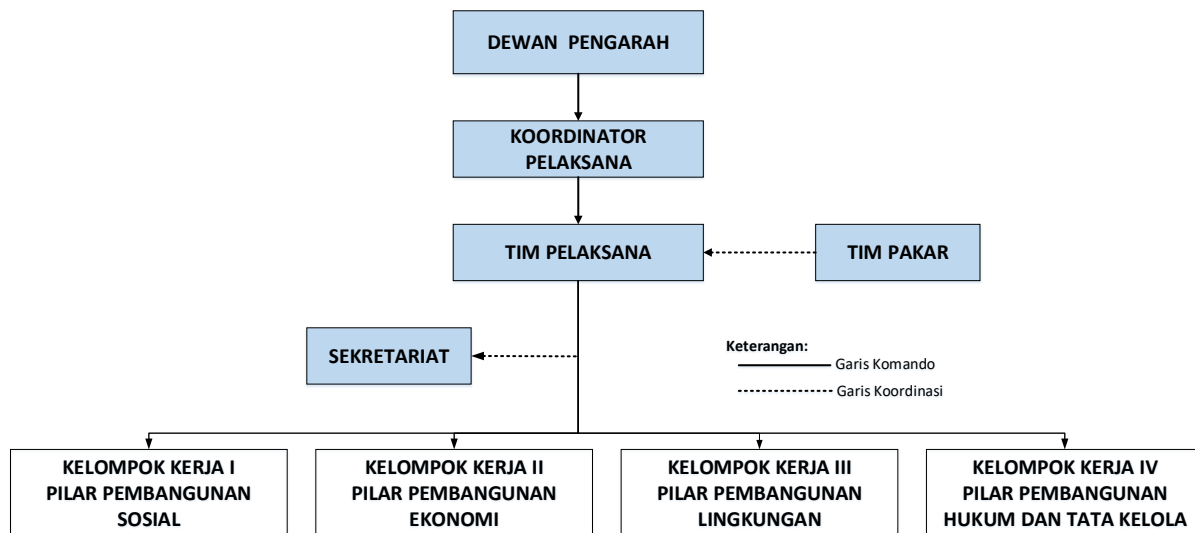 DEWAN PENGARAH
KOORDINATOR
PELAKSANA
TIM PELAKSANA
TIM PAKAR
SEKRETARIAT
Keterangan:
Garis Komando
Garis Koordinasi
KELOMPOK KERJA I
PILAR PEMBANGUNAN
SOSIAL
KELOMPOK KERJA II
PILAR PEMBANGUNAN
EKONOMI
KELOMPOK KERJA III
PILAR PEMBANGUNAN
LINGKUNGAN
KELOMPOK KERJA IV
PILAR PEMBANGUNAN
HUKUM DAN TATA KELOLA